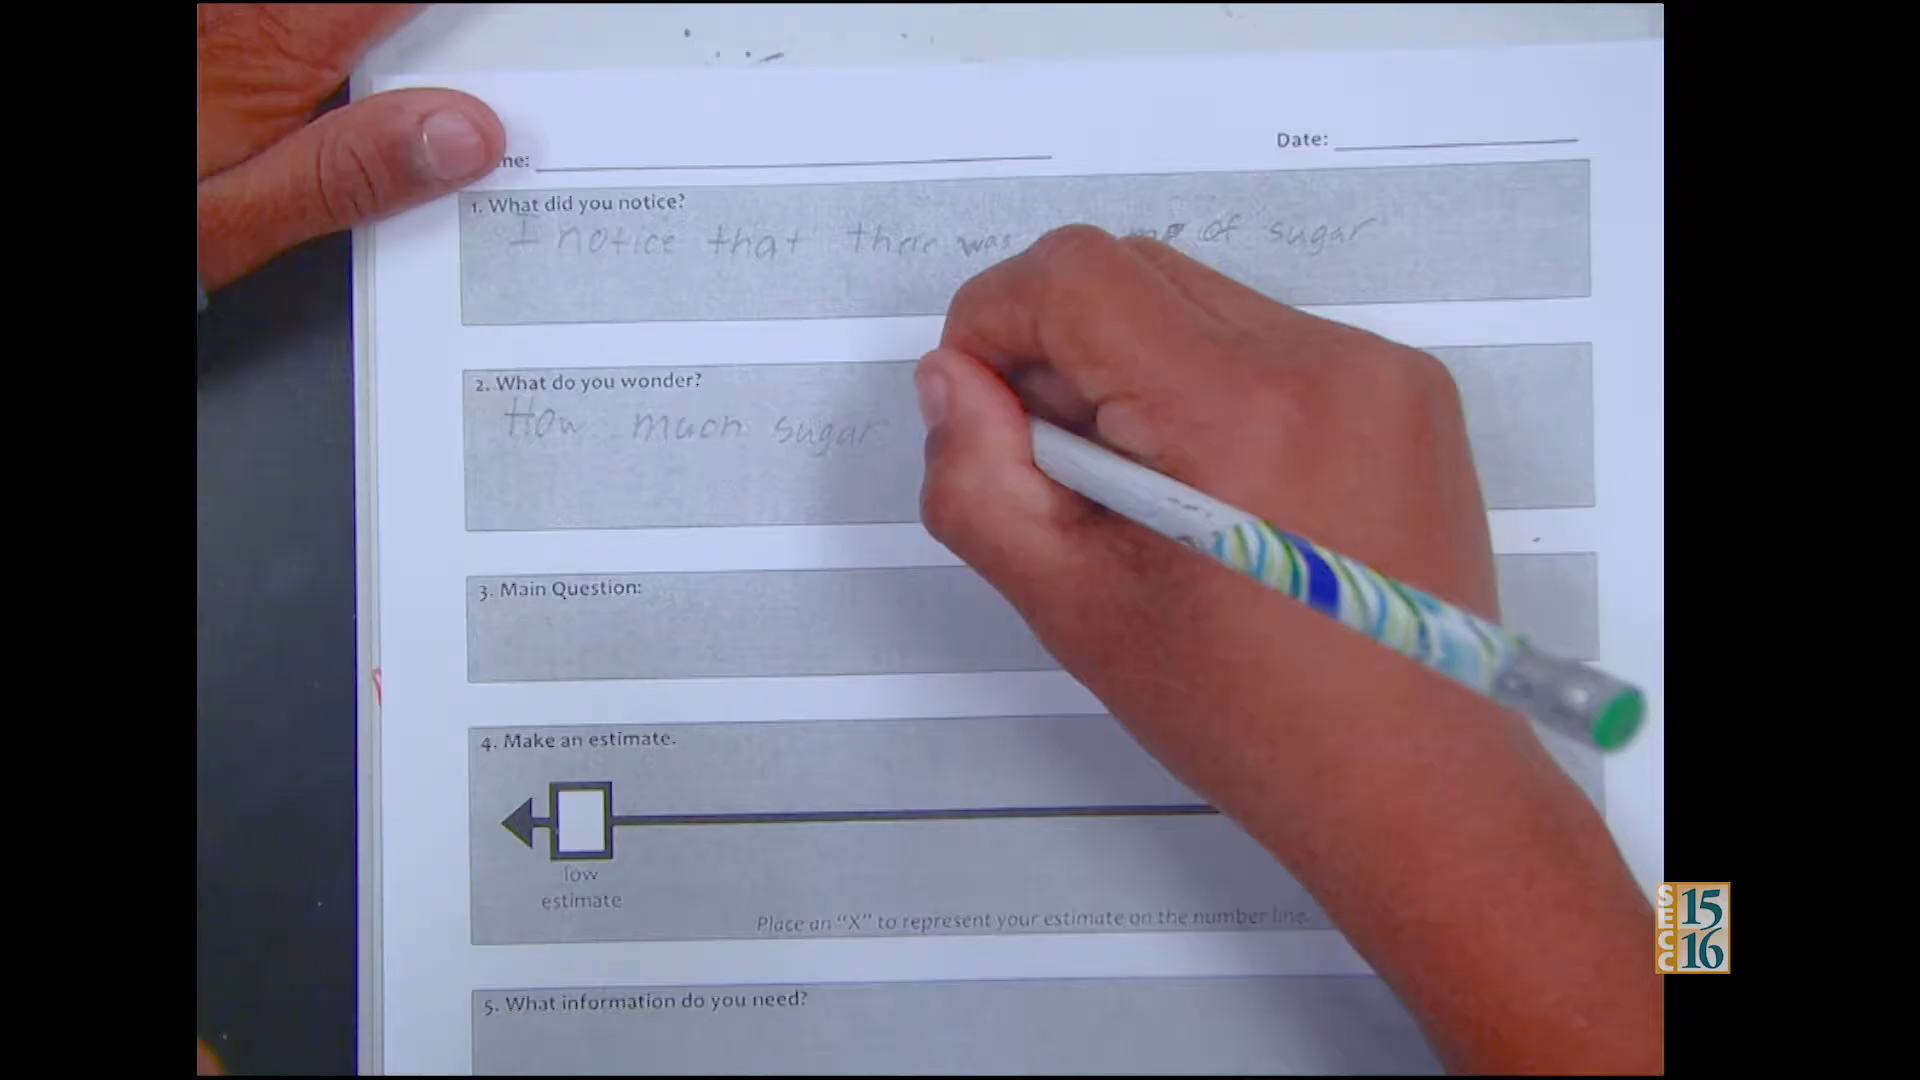 me: Date:
1. What did you notice?
I notice that there was of sugar
2. What do you wonder?
How much sugar
3. Main Question:
4. Make an estimate.
low
estimate
Place an "X" to represent your estimate on the number line.
5. What information do you need?
SECC 15 16